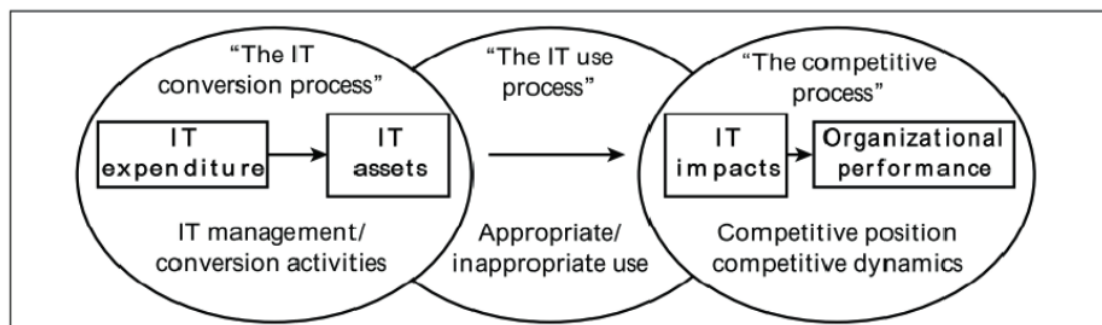 “The IT
conversion process”
IT
expenditure
IT
assets
IT management/
conversion activities
“The IT use
process”
Appropriate/
inappropriate use
“The competitive
process”
IT
impacts
Organizational
performance
Competitive position
competitive dynamics